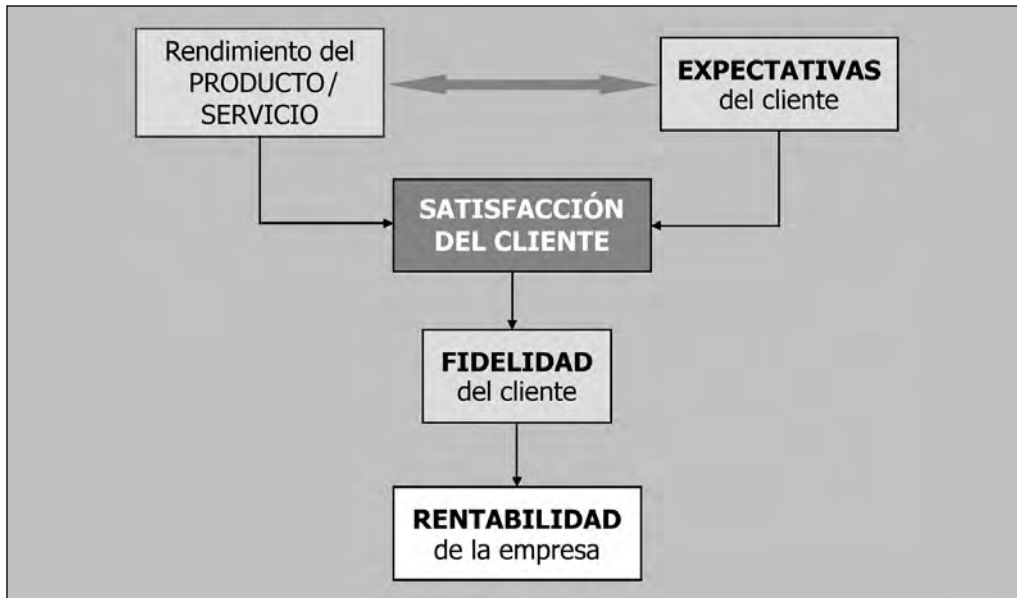 Rendimiento del
PRODUCTO/
SERVICIO
EXPECTATIVAS
del cliente
SATISFACCIÓN
DEL CLIENTE
FIDELIDAD
del cliente
RENTABILIDAD
de la empresa